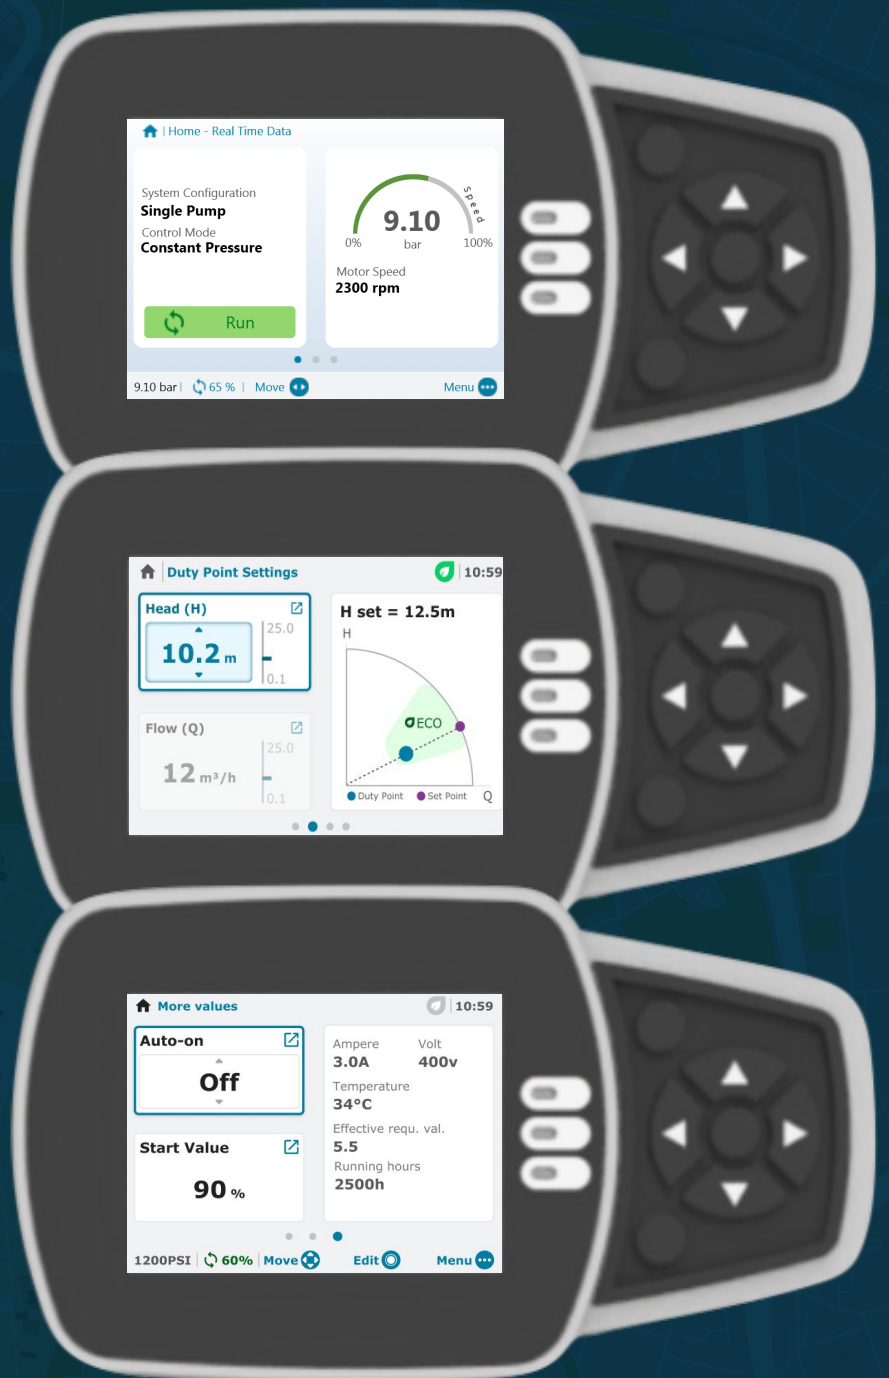 Home - Real Time Data
System Configuration
Single Pump
Control Mode
Constant Pressure
Run
Speed
9.10
0% bar 100%
Motor Speed
2300 rpm
9.10 bar | 65 % | Move Menu
Duty Point Settings 10:59
Head (H)
25.0
10.2 m
0.1
Flow (Q)
25.0
12 m³/h
0.1
H set = 12.5m
H
ECO
Duty Point Set Point Q
More values 10:59
Auto-on
Off
Start Value
90 %
Ampere Volt
3.0A 400v
Temperature
34°C
Effective requ. val.
5.5
Running hours
2500h
1200PSI | 60% | Move Edit Menu